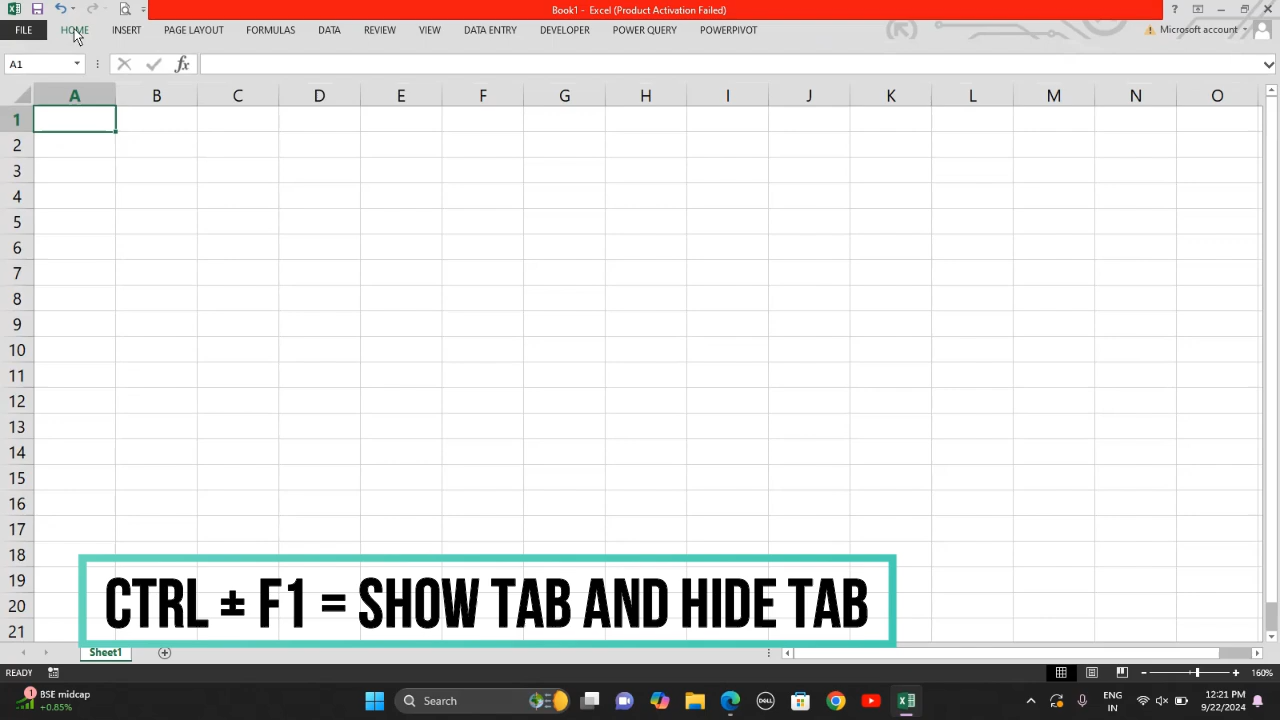 Book1 - Excel (Product Activation Failed)
FILE HOME INSERT PAGE LAYOUT FORMULAS DATA REVIEW VIEW DATA ENTRY DEVELOPER POWER QUERY POWERPIVOT Microsoft account
A1 fx
A B C D E F G H I J K L M N O
1
2
3
4
5
6
7
8
9
10
11
12
13
14
15
16
17
18
19
20
21
CTRL ± F1 = SHOW TAB AND HIDE TAB
Sheet1
READY 160%
1 BSE midcap
+0.85%
Search
ENG
IN
12:21 PM
9/22/2024